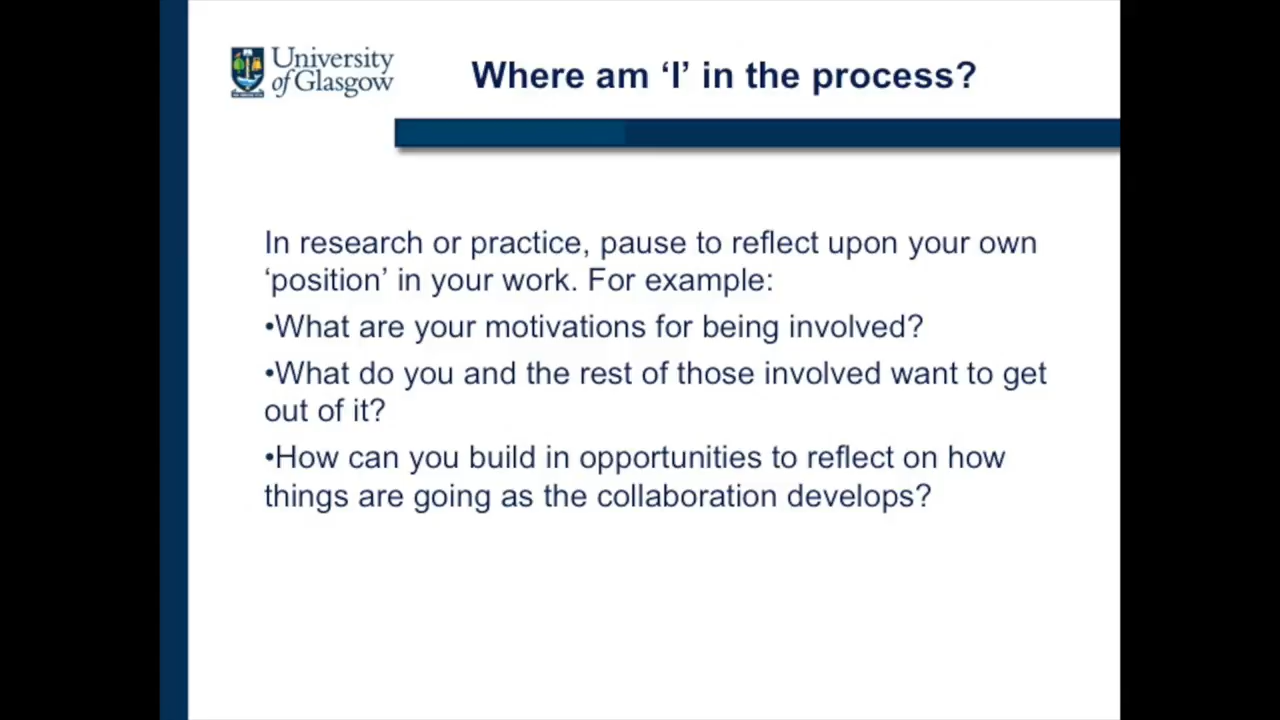 University
of Glasgow
Where am ‘I’ in the process?
In research or practice, pause to reflect upon your own
‘position’ in your work. For example:
•What are your motivations for being involved?
•What do you and the rest of those involved want to get
out of it?
•How can you build in opportunities to reflect on how
things are going as the collaboration develops?